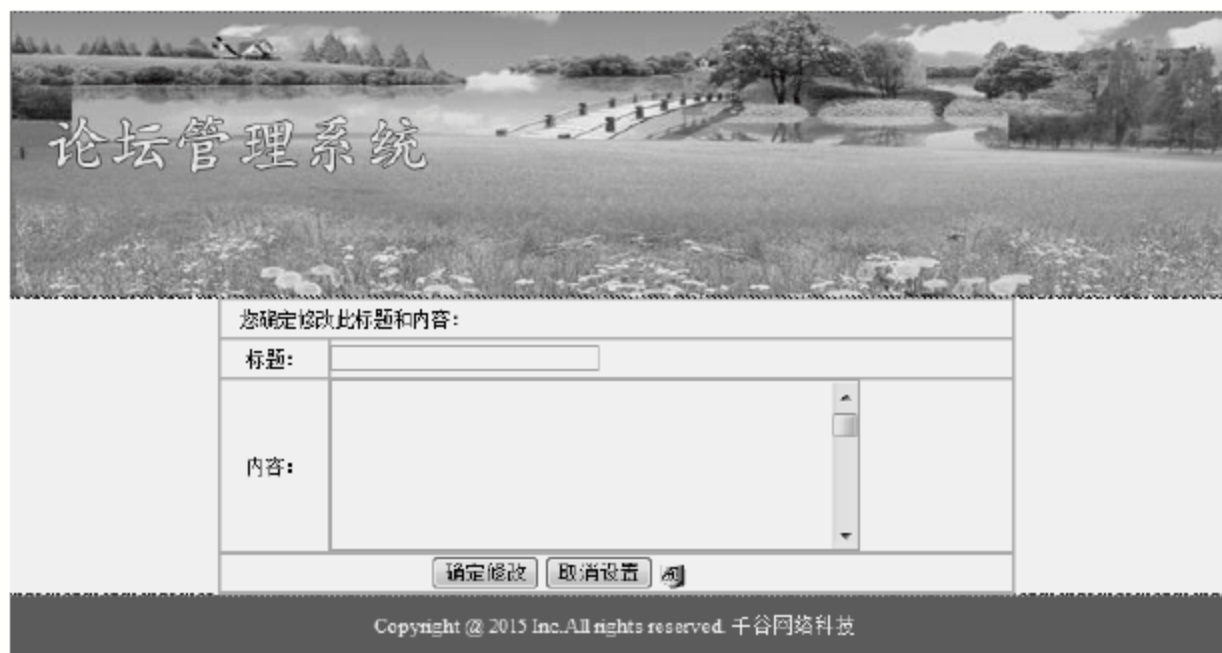 论坛管理系统
您确定修改此标题和内容：
标题：
内容：
确定修改 取消设置
Copyright @ 2015 Inc.All rights reserved. 千谷网络科技